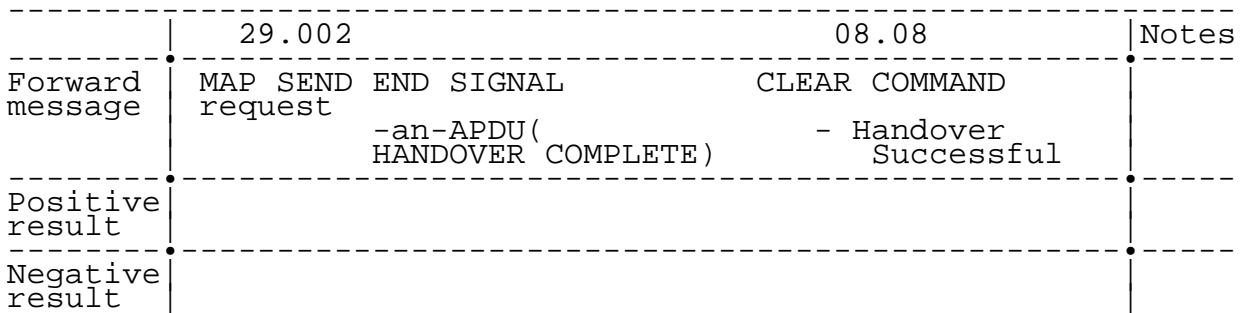 29.002 08.08 Notes
Forward MAP SEND END SIGNAL CLEAR COMMAND
message request
-an-APDU( - Handover
HANDOVER COMPLETE) Successful
Positive
result
Negative
result